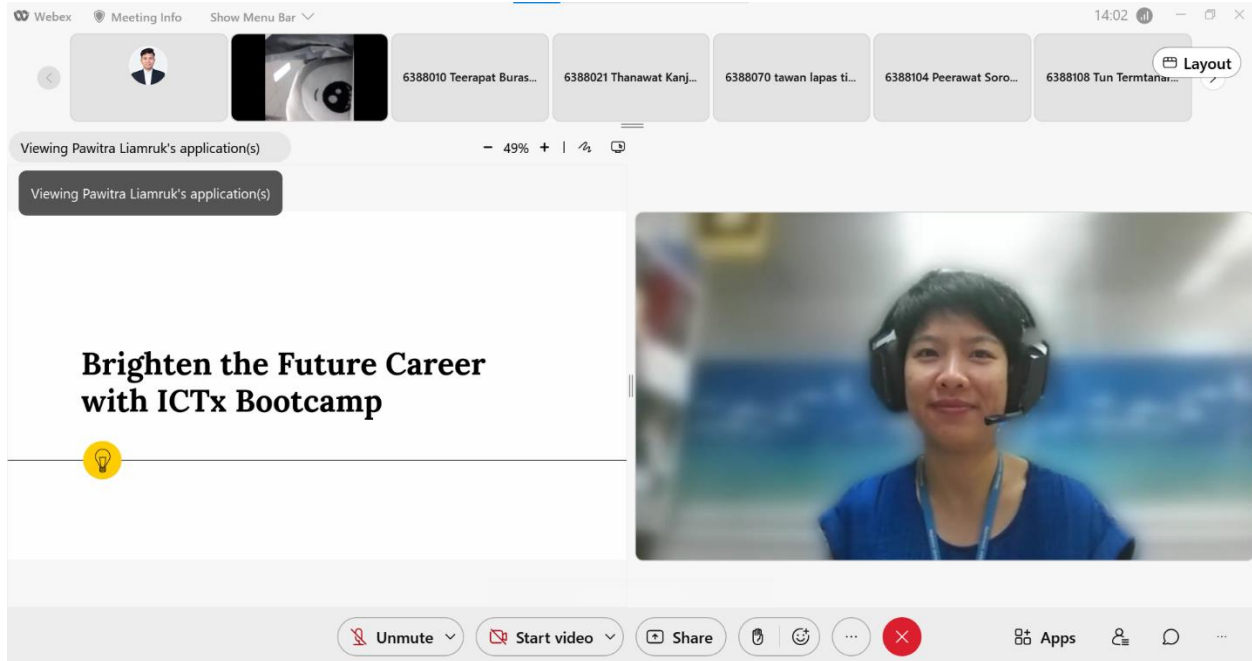 Webex Meeting Info Show Menu Bar 14:02
6388010 Teerapat Buras... 6388021 Thanawat Kanj... 6388070 tawan lapas ti... 6388104 Peerawat Soro... 6388108 Tun Termtanar... Layout
Viewing Pawitra Liamruk's application(s) - 49% +
Viewing Pawitra Liamruk's application(s)
Brighten the Future Career
with ICTx Bootcamp
Unmute Start video Share ... Apps ...